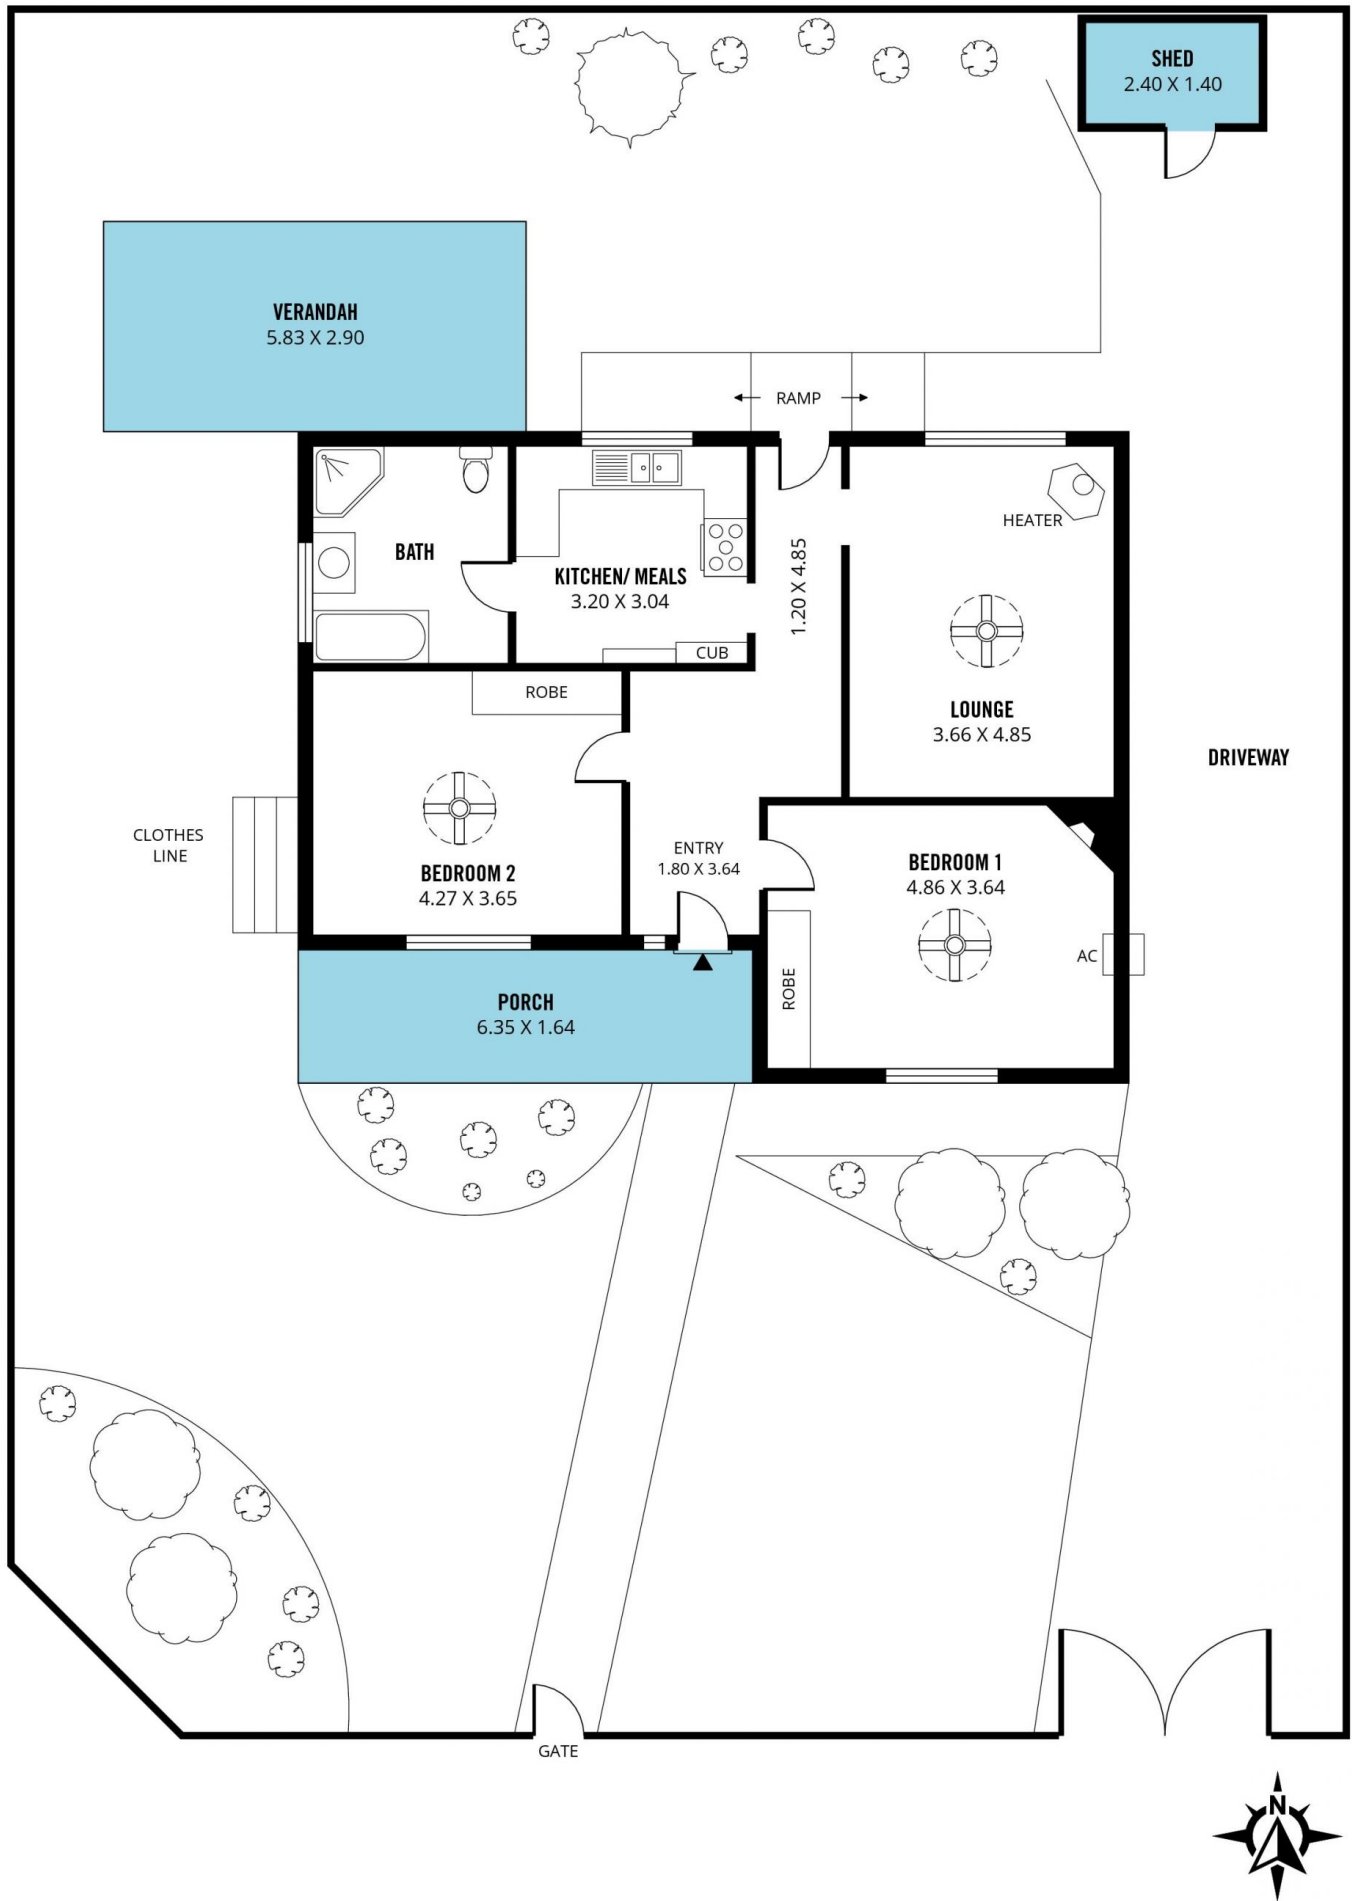 SHED
2.40 X 1.40
VERANDAH
5.83 X 2.90
RAMP
HEATER
BATH
KITCHEN/ MEALS
3.20 X 3.04
1.20 X 4.85
CUB
ROBE
LOUNGE
3.66 X 4.85
DRIVEWAY
CLOTHES
LINE
ENTRY
1.80 X 3.64
BEDROOM 2
4.27 X 3.65
BEDROOM 1
4.86 X 3.64
AC
ROBE
PORCH
6.35 X 1.64
GATE
N